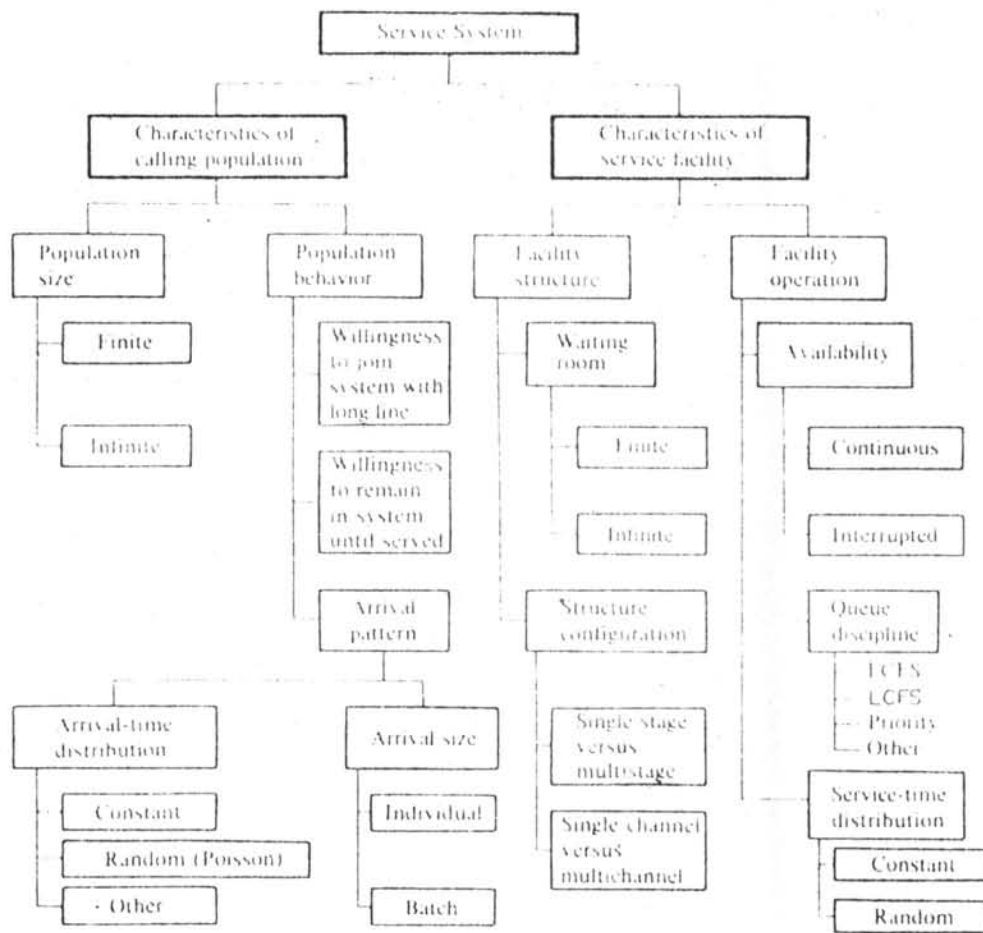 Service System
Characteristics of
calling population
Characteristics of
service facility
Population
size
Population
behavior
Facility
structure
Facility
operation
Finite
Willingness
to join
system with
long line
Waiting
room
Availability
Infinite
Finite
Continuous
Willingness
to remain
in system
until served
Infinite
Interrupted
Arrival
pattern
Structure
configuration
Queue
discipline
FCFS
LCFS
Priority
Other
Arrival-time
distribution
Arrival size
Single stage
versus
multistage
Service-time
distribution
Constant
Individual
Single channel
versus
multichannel
Random (Poisson)
Constant
Other
Batch
Random